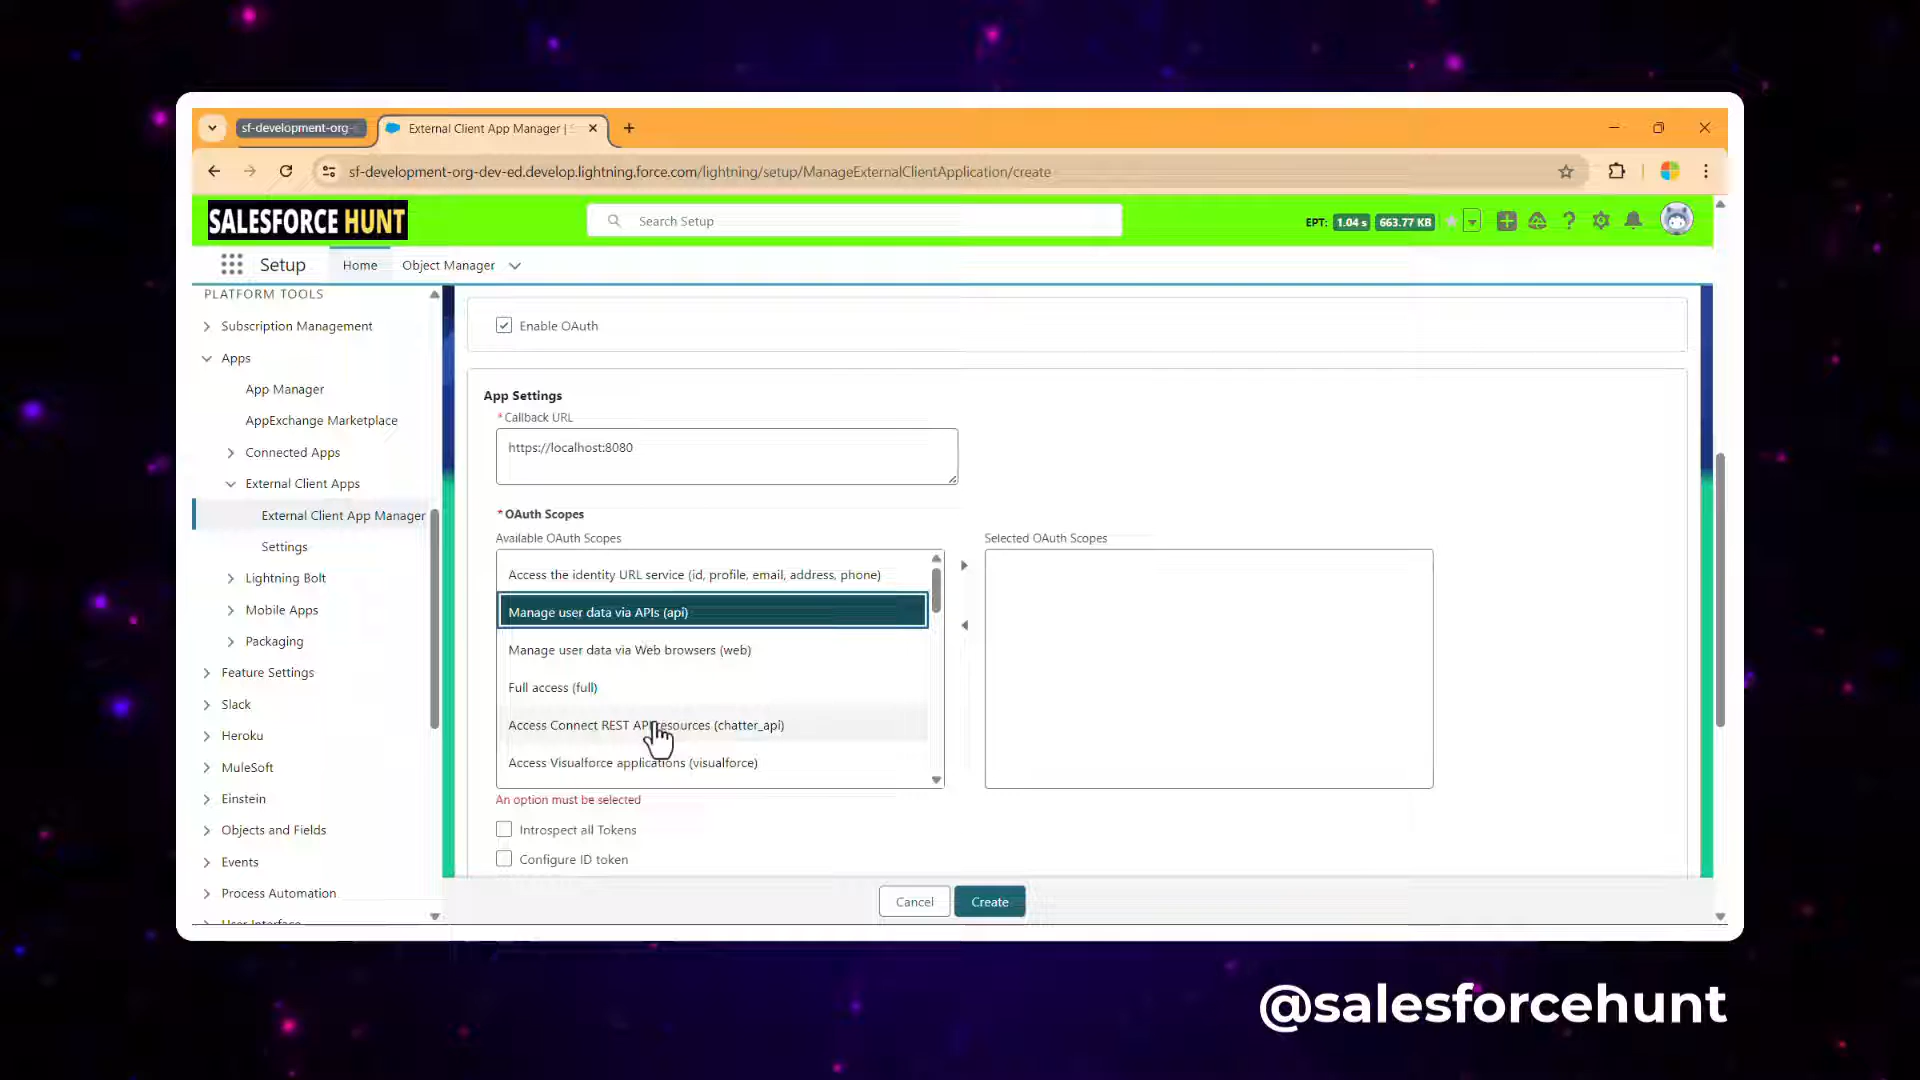 sf-development-org-
External Client App Manager | S
sf-development-org-dev-ed.develop.lightning.force.com/lightning/setup/ManageExternalClientApplication/create
SALESFORCE HUNT
Search Setup
EPT: 1.04 s 663.77 KB
Setup
Home
Object Manager
PLATFORM TOOLS
Subscription Management
Apps
App Manager
AppExchange Marketplace
Connected Apps
External Client Apps
External Client App Manager
Settings
Lightning Bolt
Mobile Apps
Packaging
Feature Settings
Slack
Heroku
MuleSoft
Einstein
Objects and Fields
Events
Process Automation
User Interface
Enable OAuth
App Settings
*Callback URL
https://localhost:8080
*OAuth Scopes
Available OAuth Scopes
Access the identity URL service (id, profile, email, address, phone)
Manage user data via APIs (api)
Manage user data via Web browsers (web)
Full access (full)
Access Connect REST API resources (chatter_api)
Access Visualforce applications (visualforce)
Selected OAuth Scopes
An option must be selected
Introspect all Tokens
Configure ID token
Cancel
Create
@salesforcehunt